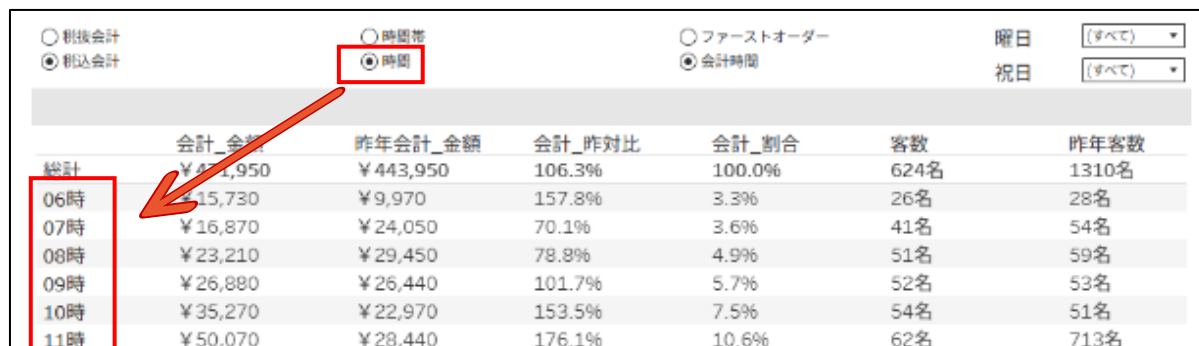 ○税抜会計 ○時間帯 ○ファーストオーダー 曜日 (すべて)
◉税込会計 ◉時間 ◉会計時間 祝日 (すべて)
会計_金額 昨年会計_金額 会計_昨対比 会計_割合 客数 昨年客数
総計 ¥471,950 ¥443,950 106.3% 100.0% 624名 1310名
06時 ¥15,730 ¥9,970 157.8% 3.3% 26名 28名
07時 ¥16,870 ¥24,050 70.1% 3.6% 41名 54名
08時 ¥23,210 ¥29,450 78.8% 4.9% 51名 59名
09時 ¥26,880 ¥26,440 101.7% 5.7% 52名 53名
10時 ¥35,270 ¥22,970 153.5% 7.5% 54名 51名
11時 ¥50,070 ¥28,440 176.1% 10.6% 62名 713名